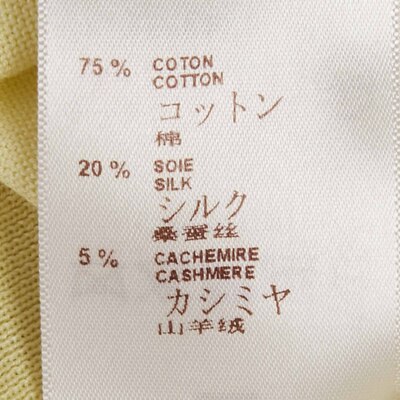 75 % COTON
COTTON
コットン
棉
20 % SOIE
SILK
シルク
桑蚕丝
5 % CACHEMIRE
CASHMERE
カシミヤ
山羊绒